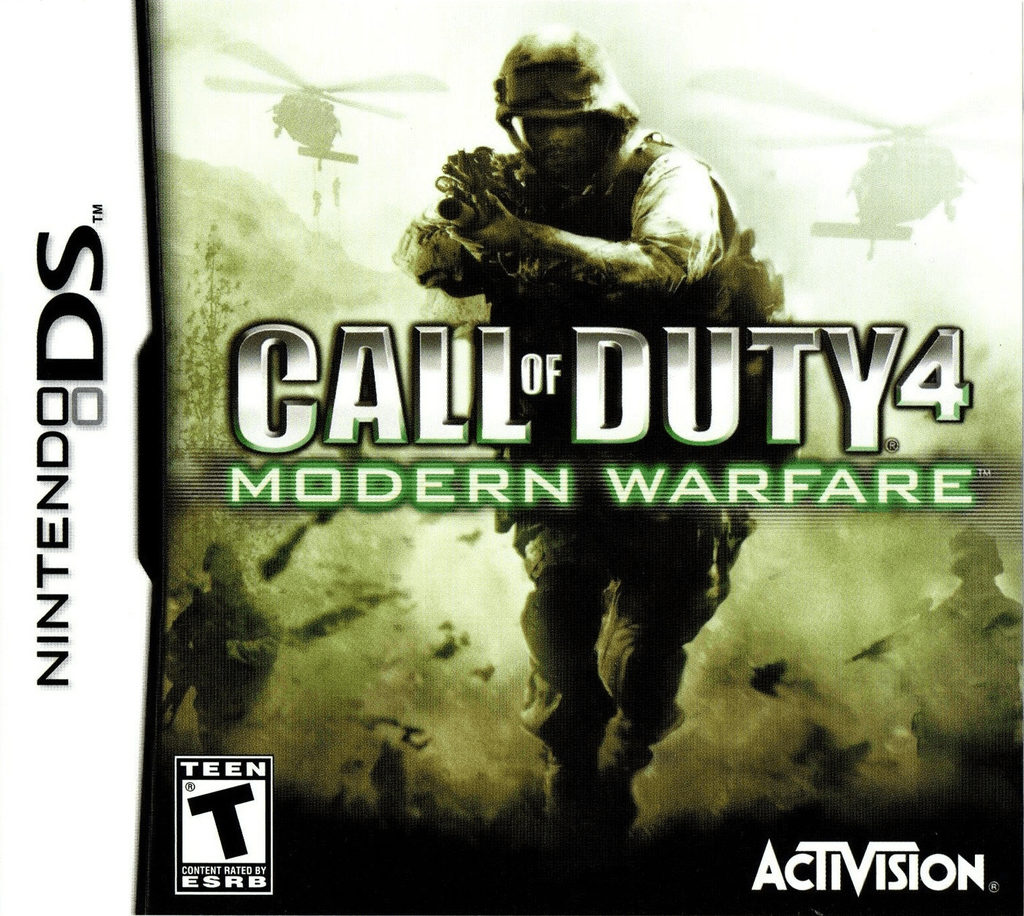 NINTENDO DS™
CALL OF DUTY 4®
MODERN WARFARE™
TEEN
T®
CONTENT RATED BY
ESRB
ACTIVISION®